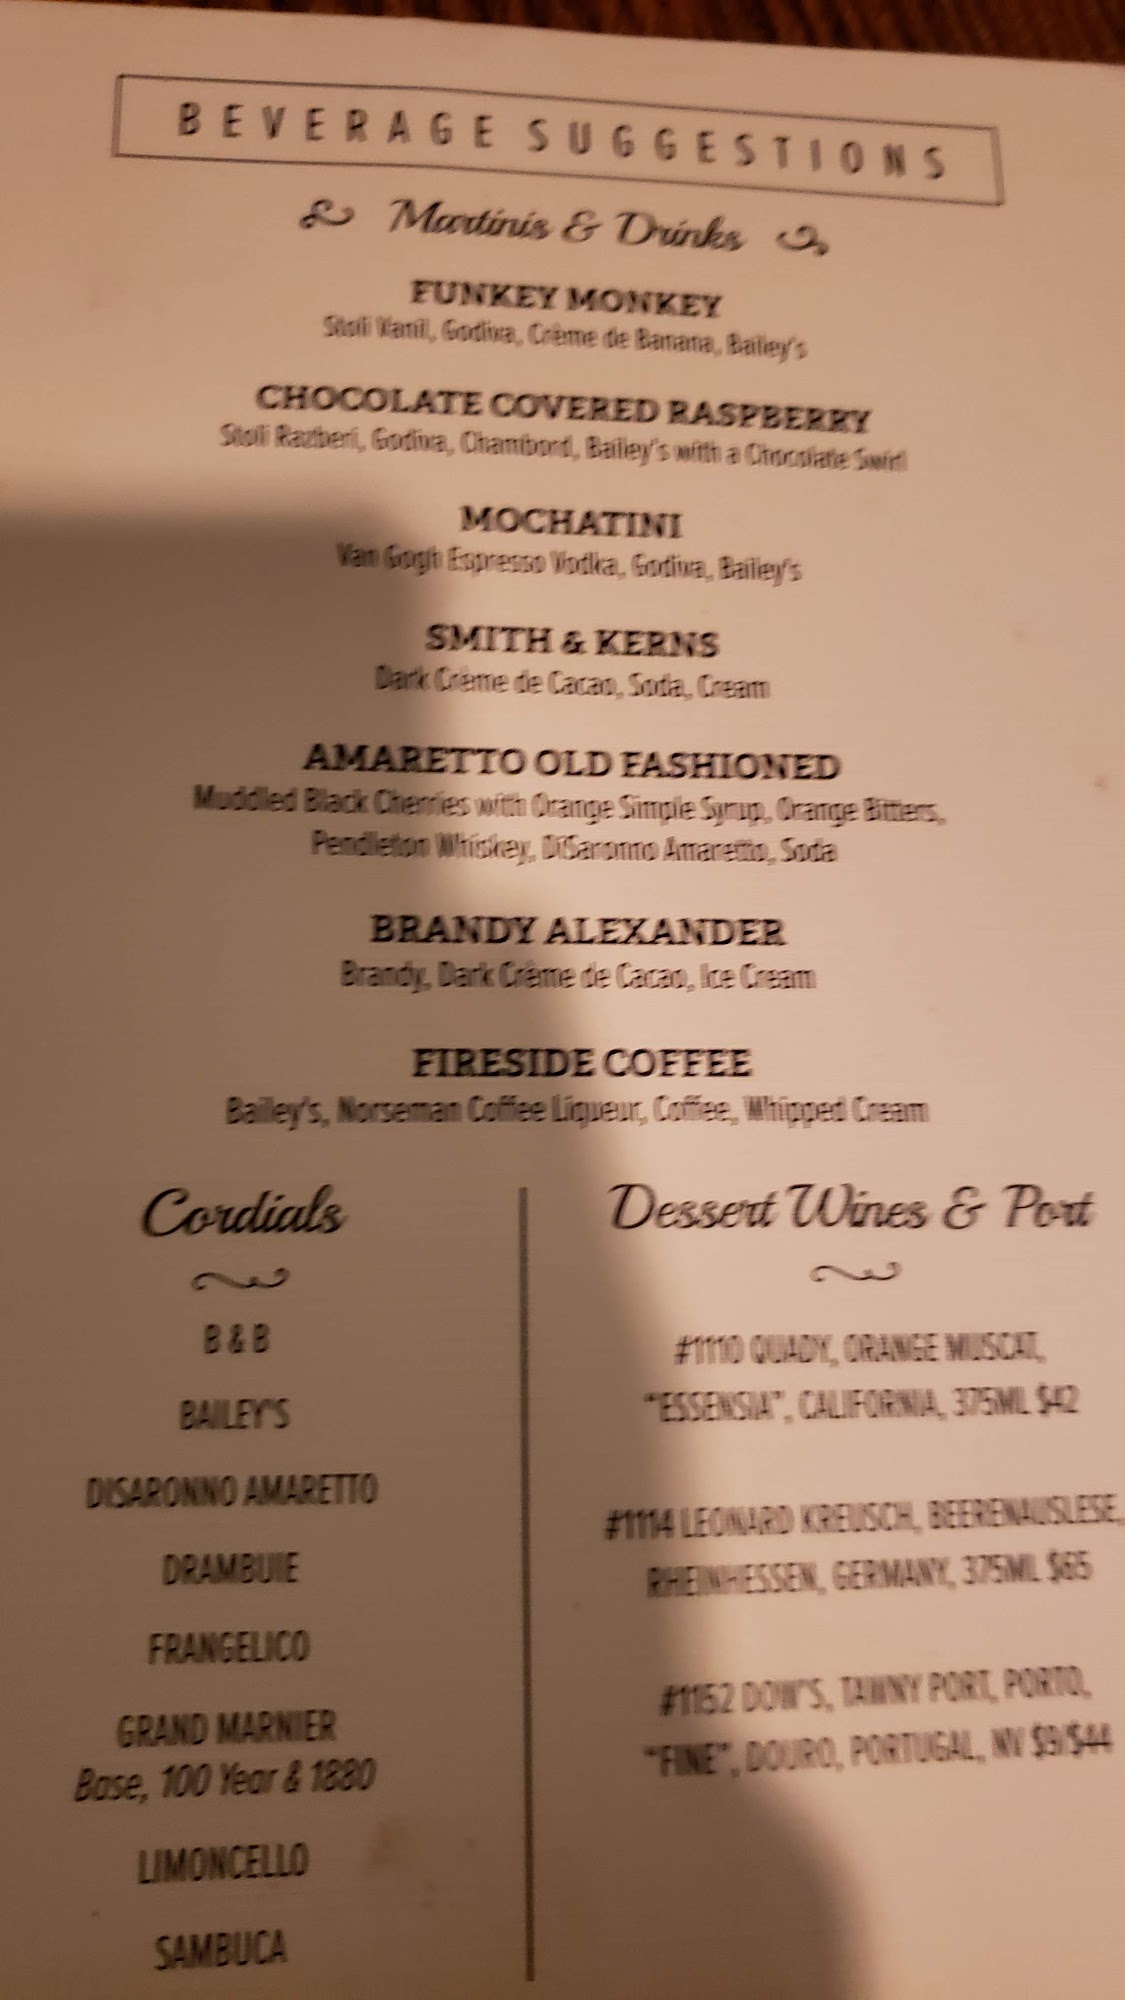 BEVERAGE SUGGESTIONS
Martinis & Drinks
FUNKEY MONKEY
Stoli Vanil, Godiva, Crème de Banana, Bailey's
CHOCOLATE COVERED RASPBERRY
Stoli Razberi, Godiva, Chambord, Bailey's with a Chocolate Swirl
MOCHATINI
Van Gogh Espresso Vodka, Godiva, Bailey's
SMITH & KERNS
Dark Crème de Cacao, Soda, Cream
AMARETTO OLD FASHIONED
Muddled Black Cherries with Orange Simple Syrup, Orange Bitters,
Pendleton Whiskey, DiSaronno Amaretto, Soda
BRANDY ALEXANDER
Brandy, Dark Crème de Cacao, Ice Cream
FIRESIDE COFFEE
Bailey's, Norseman Coffee Liqueur, Coffee, Whipped Cream
Cordials
B & B
BAILEY'S
DISARONNO AMARETTO
DRAMBUIE
FRANGELICO
GRAND MARNIER
Base, 100 Year & 1880
LIMONCELLO
SAMBUCA
Dessert Wines & Port
#1110 QUADY, ORANGE MUSCAT,
"ESSENSIA", CALIFORNIA, 375ML $42
#1114 LEONARD KREUSCH, BEERENAUSLESE,
RHEINHESSEN, GERMANY, 375ML $65
#1152 DOW'S, TAWNY PORT, PORTO,
"FINE", DOURO, PORTUGAL, NV $9/$44